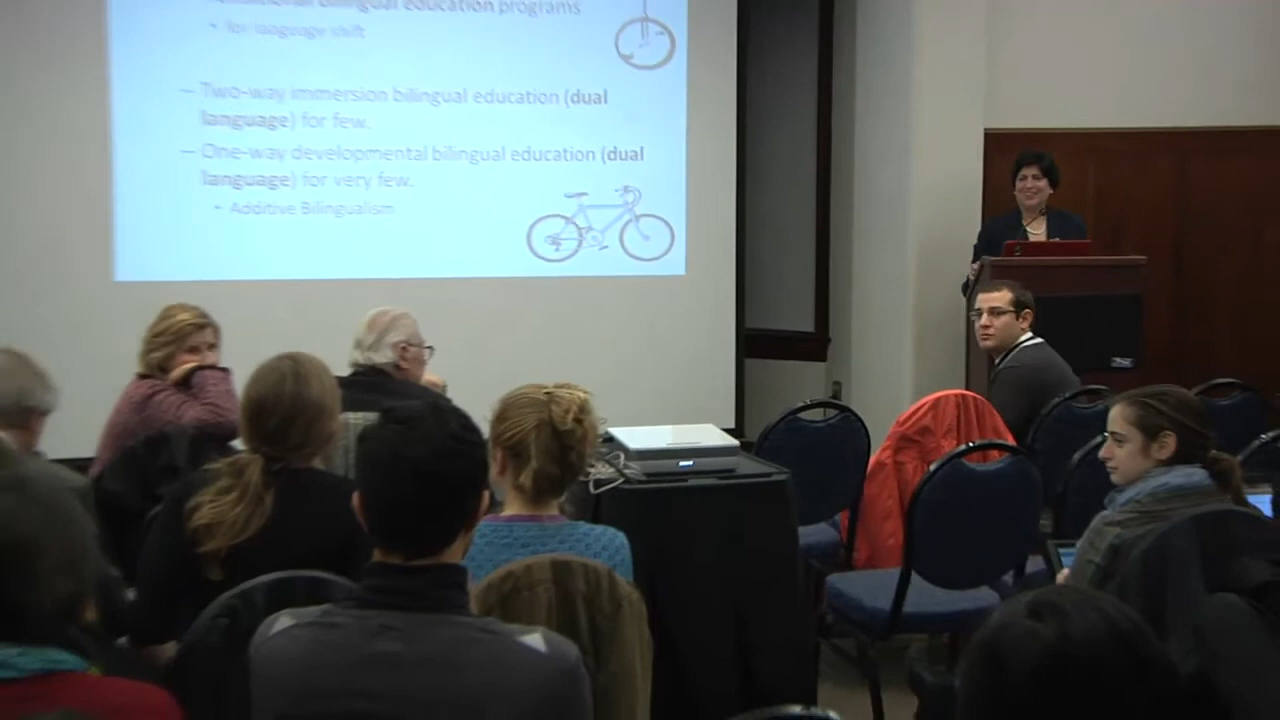 bilingual education programs
• for language shift
– Two-way immersion bilingual education (dual
language) for few.
– One-way developmental bilingual education (dual
language) for very few.
• Additive Bilingualism